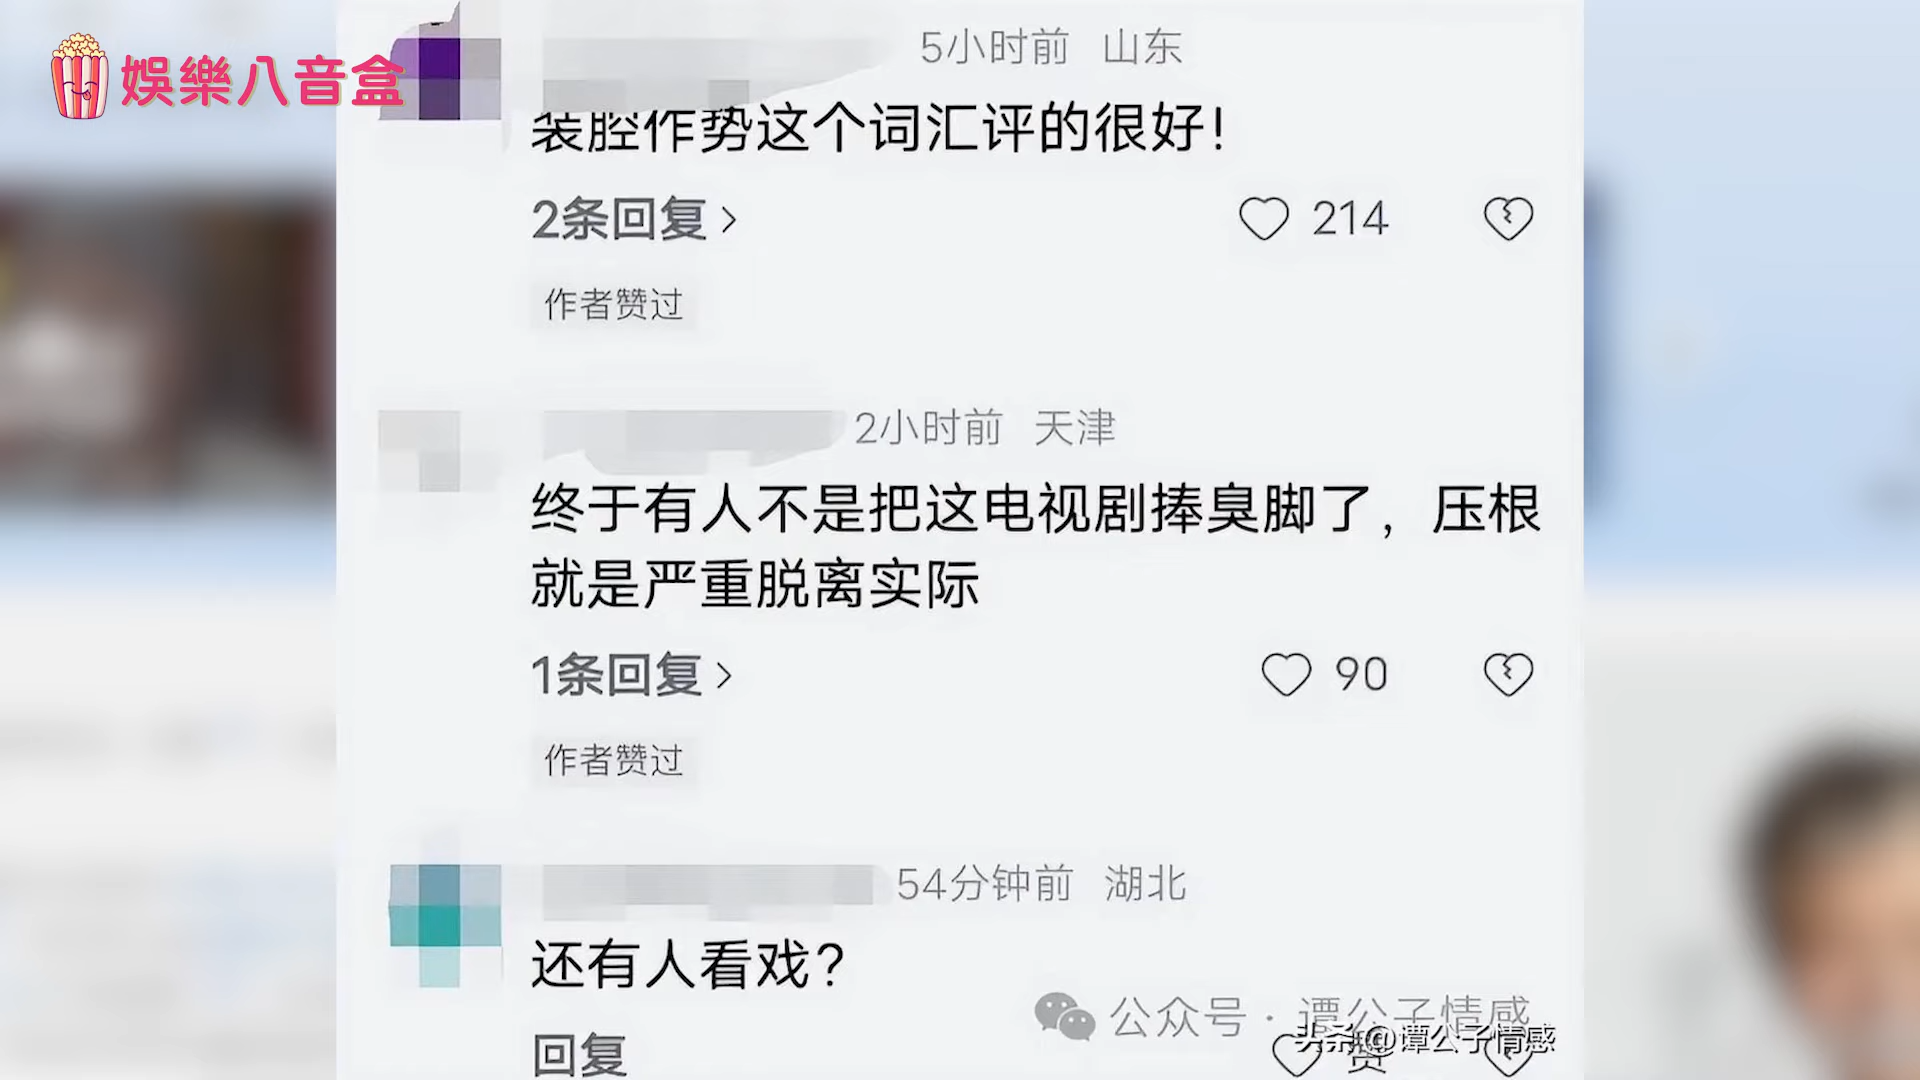 娛樂八音盒
5小时前 山东
装腔作势这个词汇评的很好！
2条回复 >
214
作者赞过
2小时前 天津
终于有人不是把这电视剧捧臭脚了，压根
就是严重脱离实际
1条回复 >
90
作者赞过
54分钟前 湖北
还有人看戏？
公众号 · 谭公子情感
头条@谭公子情感
回复
赞